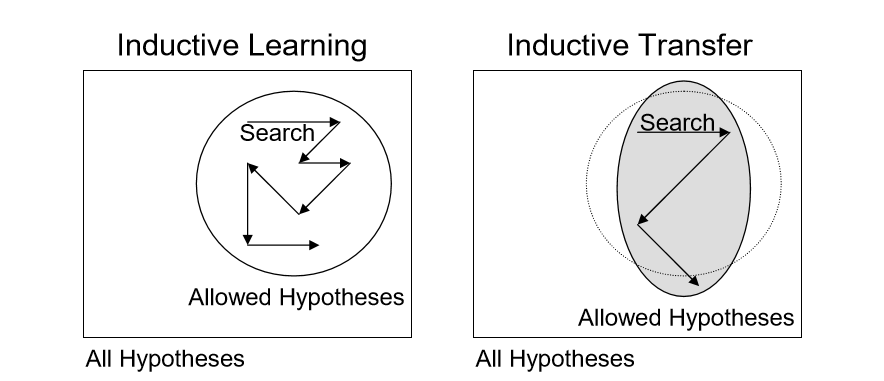 Inductive Learning
Search
Allowed Hypotheses
All Hypotheses
Inductive Transfer
Search
Allowed Hypotheses
All Hypotheses